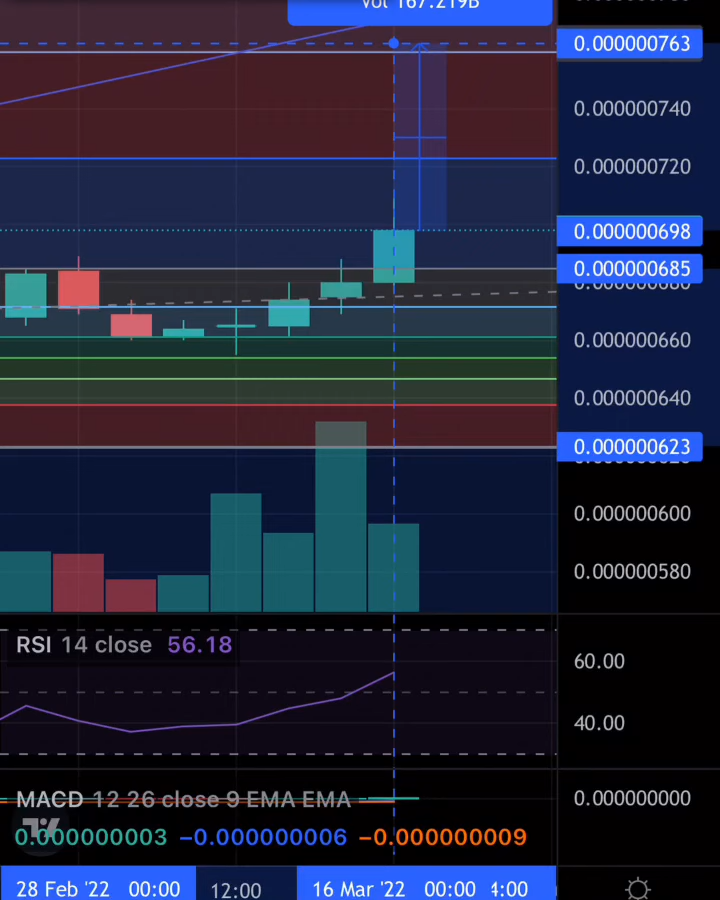 Vol 167.219B
0.000000763
0.000000740
0.000000720
0.000000698
0.000000685
0.000000680
0.000000660
0.000000640
0.000000623
0.000000600
0.000000580
RSI 14 close 56.18
60.00
40.00
MACD 12 26 close 9 EMA EMA
0.000000000
0.000000003 −0.000000006 −0.000000009
28 Feb '22 00:00 12:00 16 Mar '22 00:00 4:00